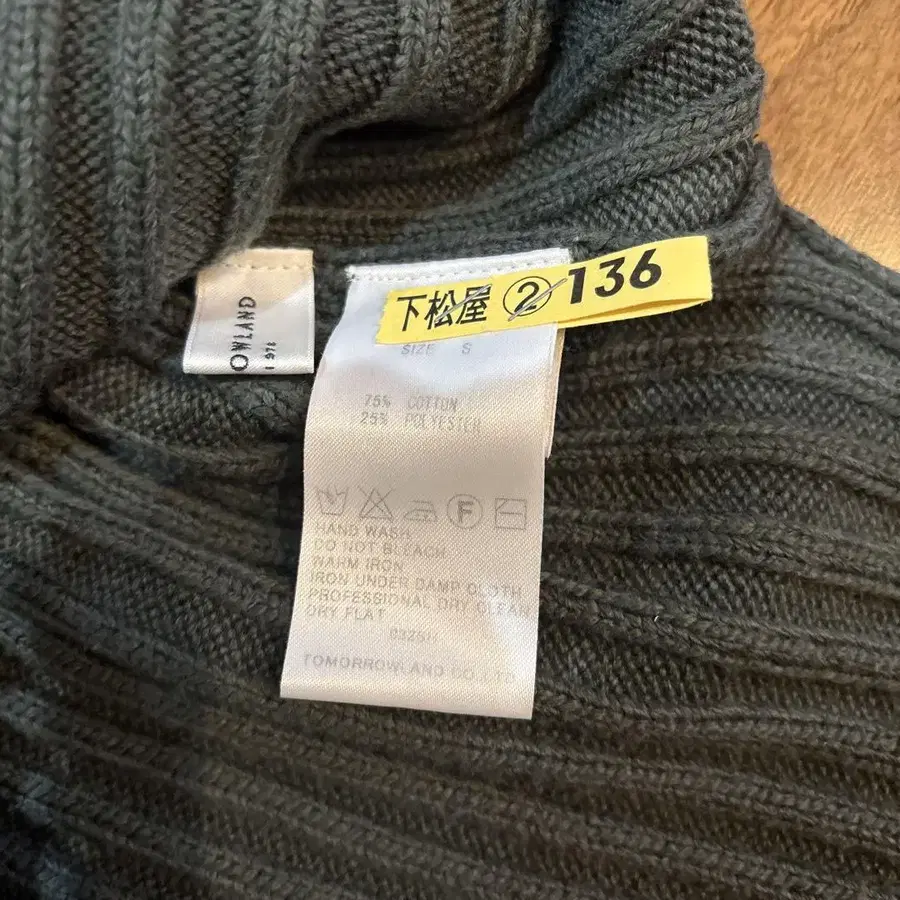 OWLAND
1978
下松屋 ② 136
SIZE S
75% COTTON
25% POLYESTER
F
HAND WASH
DO NOT BLEACH
WARM IRON
IRON UNDER DAMP CLOTH
PROFESSIONAL DRY CLEAN
DRY FLAT
TOMORROWLAND CO.,LTD